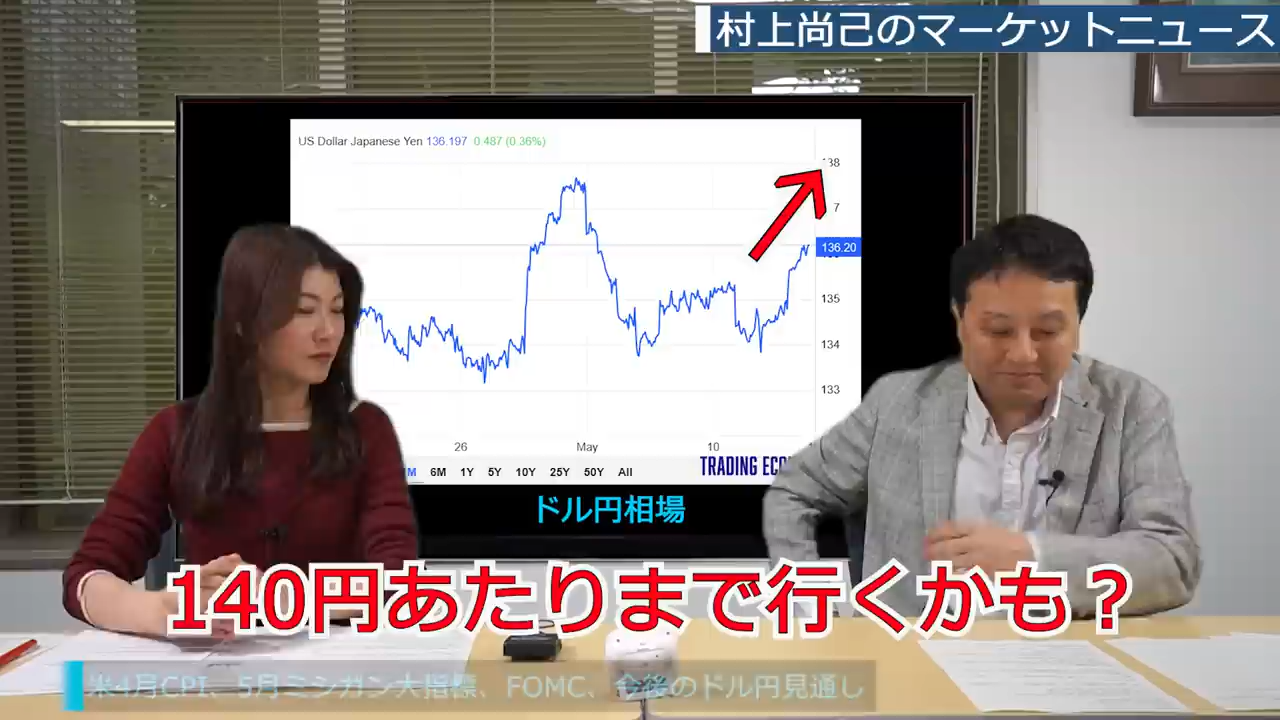 村上尚己のマーケットニュース
US Dollar Japanese Yen 136.197 0.487 (0.36%)
138
7
136.20
135
134
133
26 May 10
M 6M 1Y 5Y 10Y 25Y 50Y All
TRADING ECO
ドル円相場
140円あたりまで行くかも？
米4月CPI、5月ミシガン大指標、FOMC、今後のドル円見通し